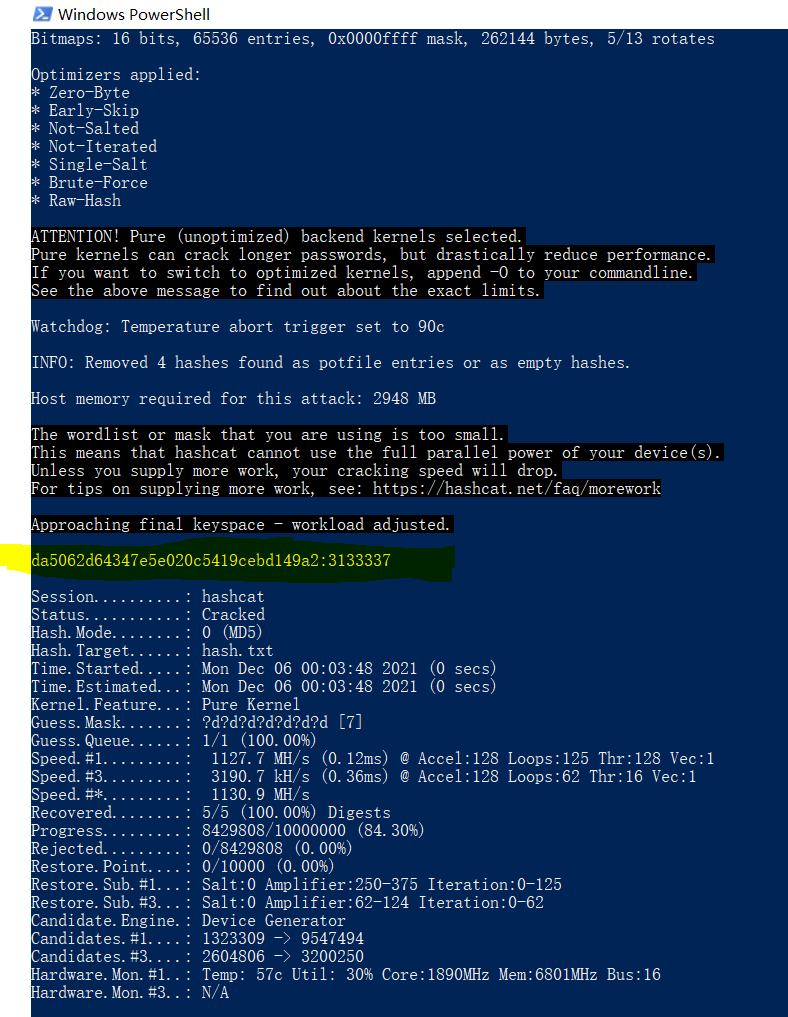 Windows PowerShell
Bitmaps: 16 bits, 65536 entries, 0x0000ffff mask, 262144 bytes, 5/13 rotates
Optimizers applied:
* Zero-Byte
* Early-Skip
* Not-Salted
* Not-Iterated
* Single-Salt
* Brute-Force
* Raw-Hash
ATTENTION! Pure (unoptimized) backend kernels selected.
Pure kernels can crack longer passwords, but drastically reduce performance.
If you want to switch to optimized kernels, append -O to your commandline.
See the above message to find out about the exact limits.
Watchdog: Temperature abort trigger set to 90c
INFO: Removed 4 hashes found as potfile entries or as empty hashes.
Host memory required for this attack: 2948 MB
The wordlist or mask that you are using is too small.
This means that hashcat cannot use the full parallel power of your device(s).
Unless you supply more work, your cracking speed will drop.
For tips on supplying more work, see: https://hashcat.net/faq/morework
Approaching final keyspace - workload adjusted.
da5062d64347e5e020c5419cebd149a2:3133337
Session..........: hashcat
Status...........: Cracked
Hash.Mode........: 0 (MD5)
Hash.Target......: hash.txt
Time.Started.....: Mon Dec 06 00:03:48 2021 (0 secs)
Time.Estimated...: Mon Dec 06 00:03:48 2021 (0 secs)
Kernel.Feature...: Pure Kernel
Guess.Mask.......: ?d?d?d?d?d?d?d [7]
Guess.Queue......: 1/1 (100.00%)
Speed.#1.........:  1127.7 MH/s (0.12ms) @ Accel:128 Loops:125 Thr:128 Vec:1
Speed.#3.........:  3190.7 kH/s (0.36ms) @ Accel:128 Loops:62 Thr:16 Vec:1
Speed.#*.........:  1130.9 MH/s
Recovered........: 5/5 (100.00%) Digests
Progress.........: 8429808/10000000 (84.30%)
Rejected.........: 0/8429808 (0.00%)
Restore.Point....: 0/10000 (0.00%)
Restore.Sub.#1...: Salt:0 Amplifier:250-375 Iteration:0-125
Restore.Sub.#3...: Salt:0 Amplifier:62-124 Iteration:0-62
Candidate.Engine.: Device Generator
Candidates.#1....: 1323309 -> 9547494
Candidates.#3....: 2604806 -> 3200250
Hardware.Mon.#1..: Temp: 57c Util: 30% Core:1890MHz Mem:6801MHz Bus:16
Hardware.Mon.#3..: N/A